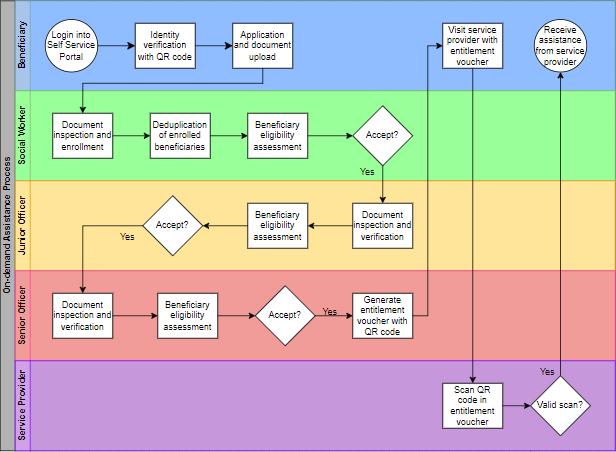 On-demand Assistance Process
Beneficiary
Login into
Self Service
Portal
Identity
verification
with QR code
Application
and document
upload
Visit service
provider with
entitlement
voucher
Receive
assistance
from service
provider
Social Worker
Document
inspection and
enrollment
Deduplication
of enrolled
beneficiaries
Beneficiary
eligibility
assessment
Accept?
Yes
Junior Officer
Yes
Accept?
Beneficiary
eligibility
assessment
Document
inspection and
verification
Senior Officer
Document
inspection and
verification
Beneficiary
eligibility
assessment
Accept?
Yes
Generate
entitlement
voucher with
QR code
Service Provider
Scan QR
code in
entitlement
voucher
Valid scan?
Yes